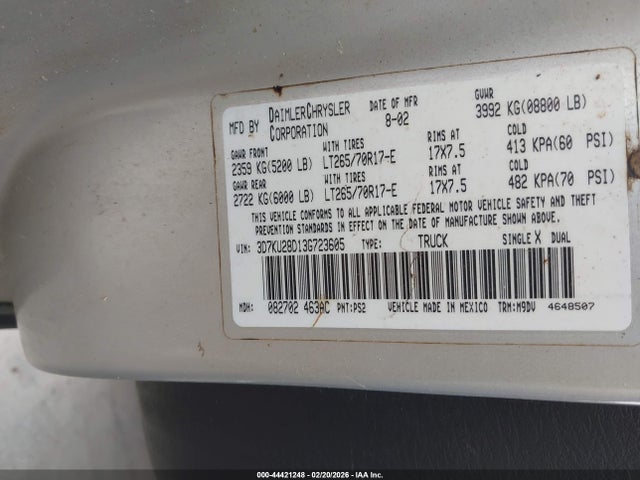 MFD BY DAIMLERCHRYSLER CORPORATION DATE OF MFR 8-02 GVWR 3992 KG(08800 LB)
GAWR FRONT WITH TIRES RIMS AT COLD
2359 KG(5200 LB) LT265/70R17-E 17X7.5 413 KPA(60 PSI)
GAWR REAR WITH TIRES RIMS AT COLD
2722 KG(6000 LB) LT265/70R17-E 17X7.5 482 KPA(70 PSI)
THIS VEHICLE CONFORMS TO ALL APPLICABLE FEDERAL MOTOR VEHICLE SAFETY AND THEFT
PREVENTION STANDARDS IN EFFECT ON THE DATE OF MANUFACTURE SHOWN ABOVE.
VIN: 3D7KU28D13G723605 TYPE: TRUCK SINGLE X DUAL
MDH: 082702 463AC PNT:PS2 VEHICLE MADE IN MEXICO TRM:M9DV 4648507
000-44421248 - 02/20/2026 - IAA Inc.